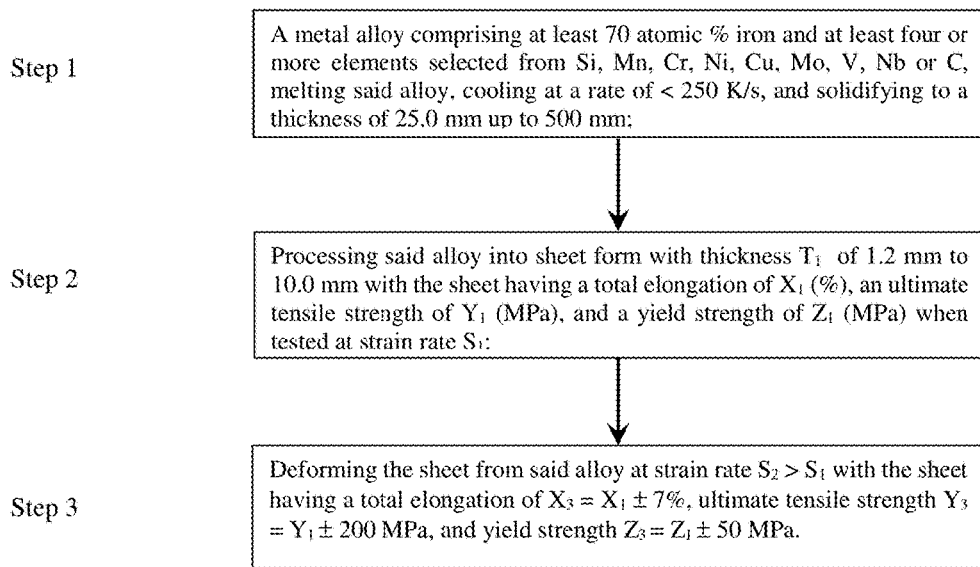 Step 1
A metal alloy comprising at least 70 atomic % iron and at least four or
more elements selected from Si, Mn, Cr, Ni, Cu, Mo, V, Nb or C,
melting said alloy, cooling at a rate of < 250 K/s, and solidifying to a
thickness of 25.0 mm up to 500 mm;
Step 2
Processing said alloy into sheet form with thickness T₁ of 1.2 mm to
10.0 mm with the sheet having a total elongation of X₁ (%), an ultimate
tensile strength of Y₁ (MPa), and a yield strength of Z₁ (MPa) when
tested at strain rate S₁;
Step 3
Deforming the sheet from said alloy at strain rate S₂ > S₁ with the sheet
having a total elongation of X₃ = X₁ ± 7%, ultimate tensile strength Y₃
= Y₁ ± 200 MPa, and yield strength Z₃ = Z₁ ± 50 MPa.